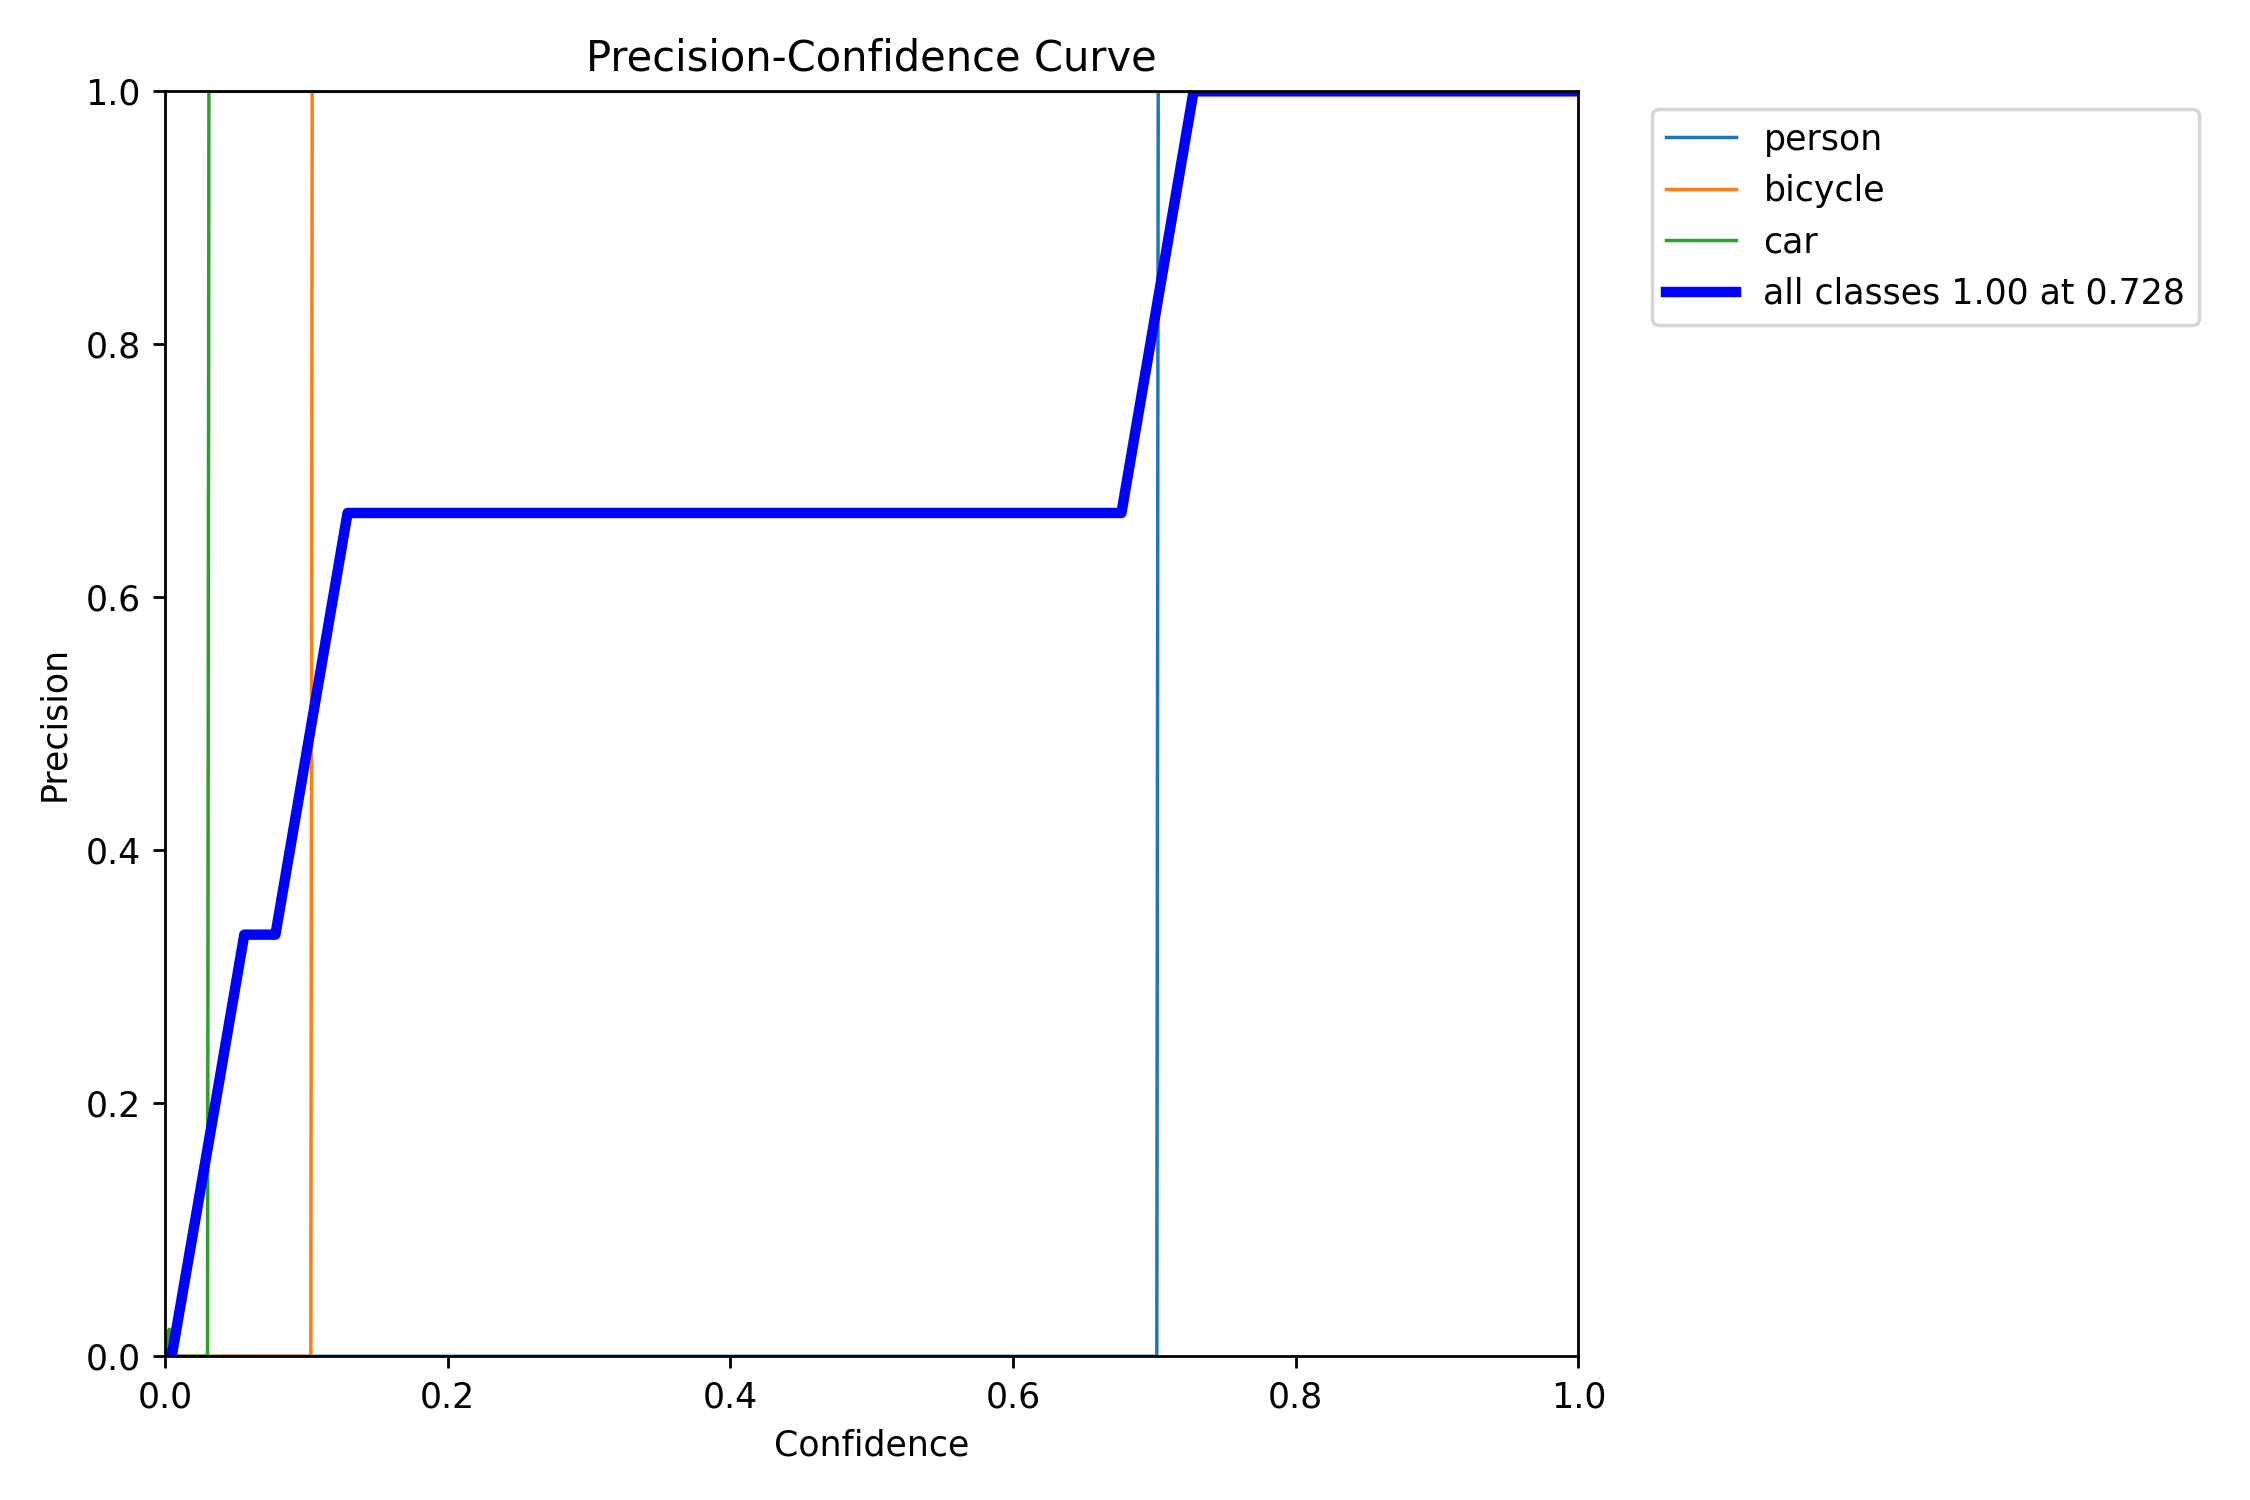 Precision-Confidence Curve
1.0
0.8
0.6
0.4
0.2
0.0
Precision
0.0 0.2 0.4 0.6 0.8 1.0
Confidence
person
bicycle
car
all classes 1.00 at 0.728